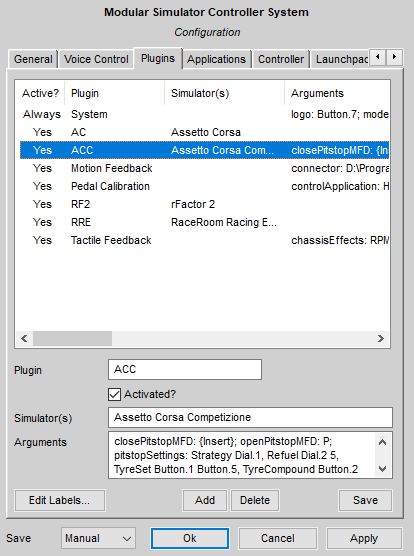 Modular Simulator Controller System
Configuration
General Voice Control Plugins Applications Controller Launchpad
Active? Plugin Simulator(s) Arguments
Always System logo: Button.7; mode
Yes AC Assetto Corsa
Yes ACC Assetto Corsa Com... closePitstopMFD: {In
Yes Motion Feedback connector: D:\Progra
Yes Pedal Calibration controlApplication: H
Yes RF2 rFactor 2
Yes RRE RaceRoom Racing E...
Yes Tactile Feedback chassisEffects: RPM
Plugin ACC
Activated?
Simulator(s) Assetto Corsa Competizione
Arguments closePitstopMFD: {Insert}; openPitstopMFD: P;
pitstopSettings: Strategy Dial.1, Refuel Dial.2 5,
TyreSet Button.1 Button.5, TyreCompound Button.2
Edit Labels... Add Delete Save
Save Manual Ok Cancel Apply